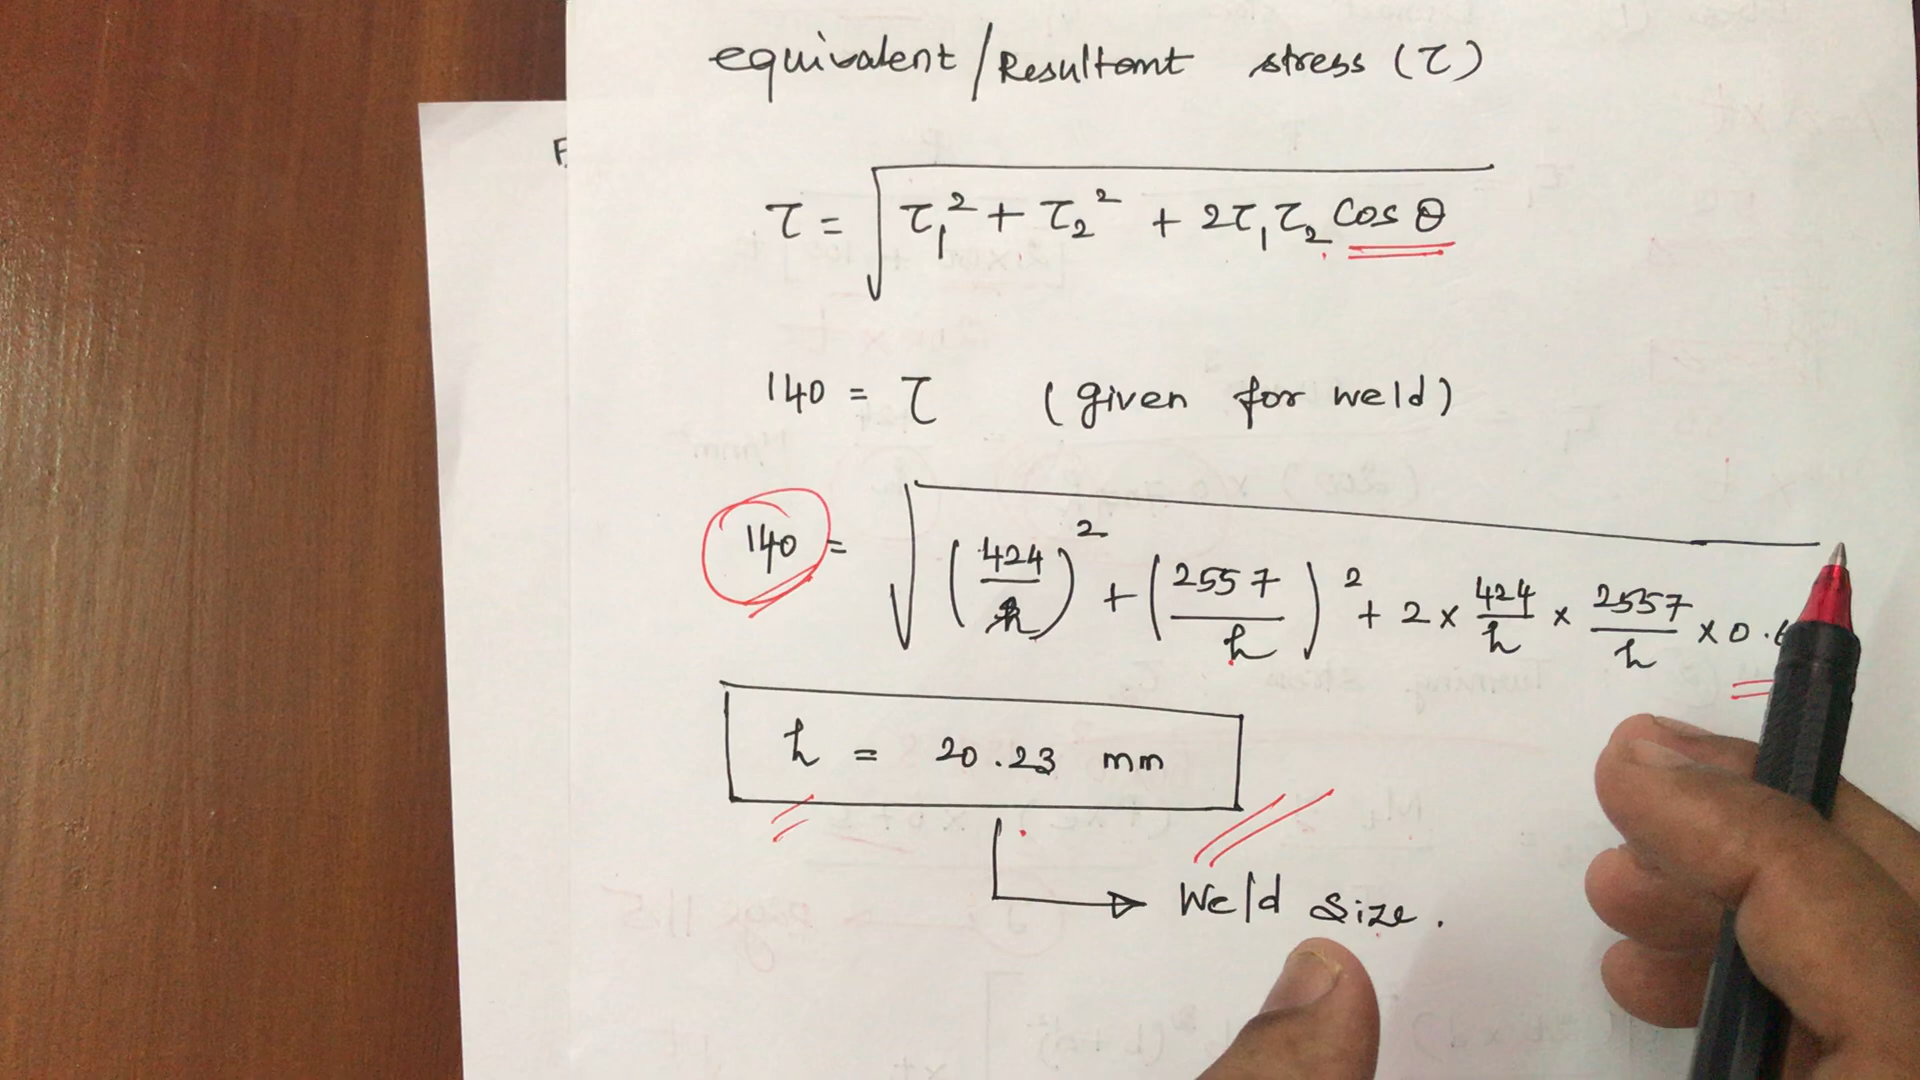 equivalent/Resultant stress (τ)
F
τ = √(τ₁² + τ₂² + 2τ₁τ₂ cos θ)
140 = τ (given for weld)
140 = √((424/h)² + (2557/h)² + 2 × 424/h × 2557/h × 0.6
h = 20.23 mm
Weld size.